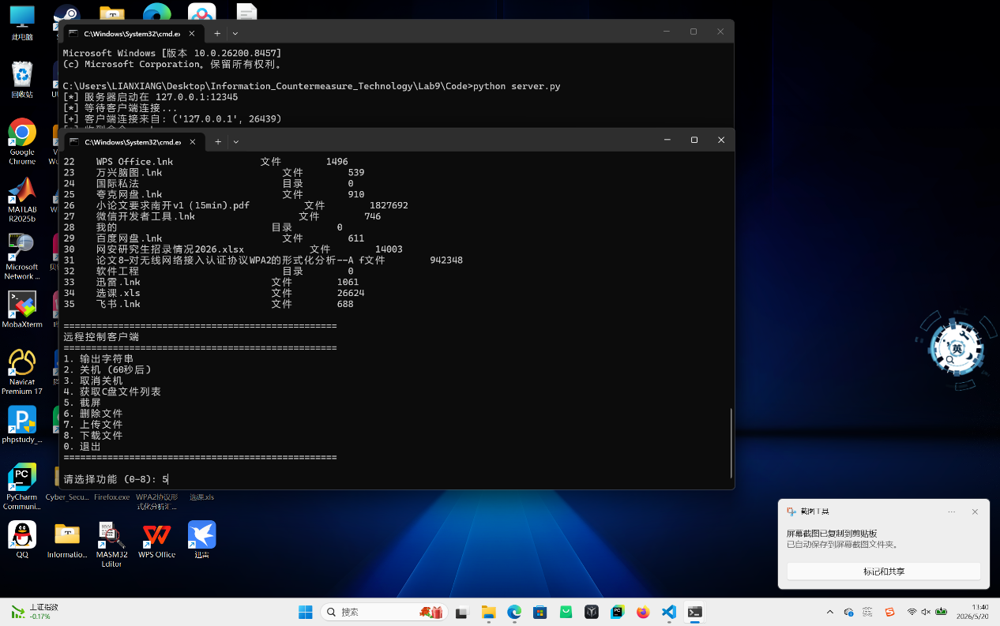 此电脑
回收站
Google
Chrome
MATLAB
R2025b
Microsoft
Network ...
MobaXterm
Navicat
Premium 17
phpstudy_...
PyCharm
Communi...
Cyber_Secu...
Firefox.exe
WPA2协议形
式化分析汇...
选课.xls
QQ
Informatio...
MASM32
Editor
WPS Office
迅雷
C:\Windows\System32\cmd.e
Microsoft Windows [版本 10.0.26200.8457]
(c) Microsoft Corporation。保留所有权利。
C:\Users\LIANXIANG\Desktop\Information_Countermeasure_Technology\Lab9\Code>python server.py
[*] 服务器启动在 127.0.0.1:12345
[*] 等待客户端连接...
[+] 客户端连接来自: ('127.0.0.1', 26439)
C:\Windows\System32\cmd.e
22 WPS Office.lnk 文件 1496
23 万兴脑图.lnk 文件 539
24 国际私法 目录 0
25 夸克网盘.lnk 文件 910
26 小论文要求南开v1 (15min).pdf 文件 1827692
27 微信开发者工具.lnk 文件 746
28 我的 目录 0
29 百度网盘.lnk 文件 611
30 网安研究生招录情况2026.xlsx 文件 14003
31 论文8-对无线网络接入认证协议WPA2的形式化分析--A f文件 942348
32 软件工程 目录 0
33 迅雷.lnk 文件 1061
34 选课.xls 文件 26624
35 飞书.lnk 文件 688
==================================================
远程控制客户端
==================================================
1. 输出字符串
2. 关机 (60秒后)
3. 取消关机
4. 获取C盘文件列表
5. 截屏
6. 删除文件
7. 上传文件
8. 下载文件
0. 退出
==================================================
请选择功能 (0-8): 5
英
截图工具
屏幕截图已复制到剪贴板
已自动保存到屏幕截图文件夹。
标记和共享
上证指数
-0.17%
搜索
13:40
2026/5/20